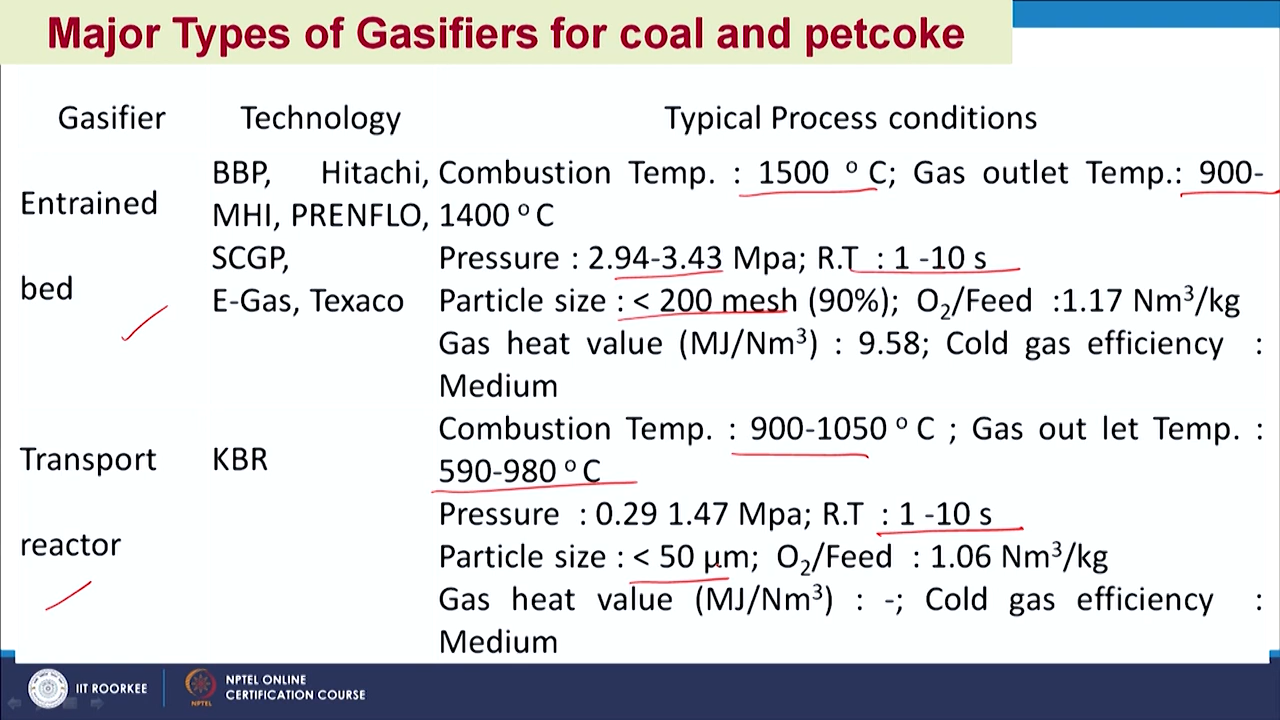 Major Types of Gasifiers for coal and petcoke
Gasifier Technology Typical Process conditions
Entrained bed
BBP, Hitachi,
MHI, PRENFLO,
SCGP,
E-Gas, Texaco
Combustion Temp. : 1500 º C; Gas outlet Temp.: 900-
1400 º C
Pressure : 2.94-3.43 Mpa; R.T : 1 -10 s
Particle size : < 200 mesh (90%); O₂/Feed :1.17 Nm³/kg
Gas heat value (MJ/Nm³) : 9.58; Cold gas efficiency :
Medium
Transport reactor
KBR
Combustion Temp. : 900-1050 º C ; Gas out let Temp. :
590-980 º C
Pressure : 0.29 1.47 Mpa; R.T : 1 -10 s
Particle size : < 50 µm; O₂/Feed : 1.06 Nm³/kg
Gas heat value (MJ/Nm³) : -; Cold gas efficiency :
Medium
IIT ROORKEE
NPTEL
NPTEL ONLINE
CERTIFICATION COURSE